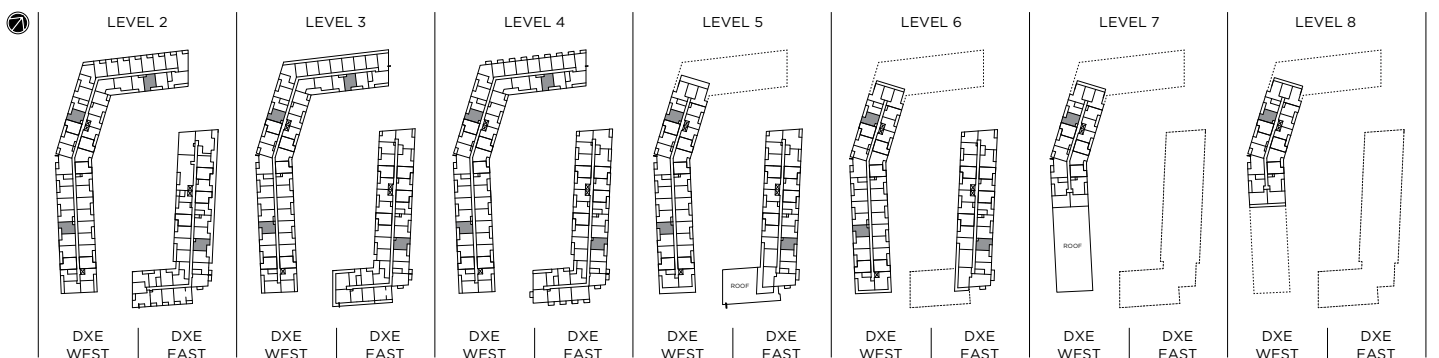 LEVEL 2
LEVEL 3
LEVEL 4
LEVEL 5
LEVEL 6
LEVEL 7
LEVEL 8
ROOF
ROOF
DXE
WEST
DXE
EAST
DXE
WEST
DXE
EAST
DXE
WEST
DXE
EAST
DXE
WEST
DXE
EAST
DXE
WEST
DXE
EAST
DXE
WEST
DXE
EAST
DXE
WEST
DXE
EAST